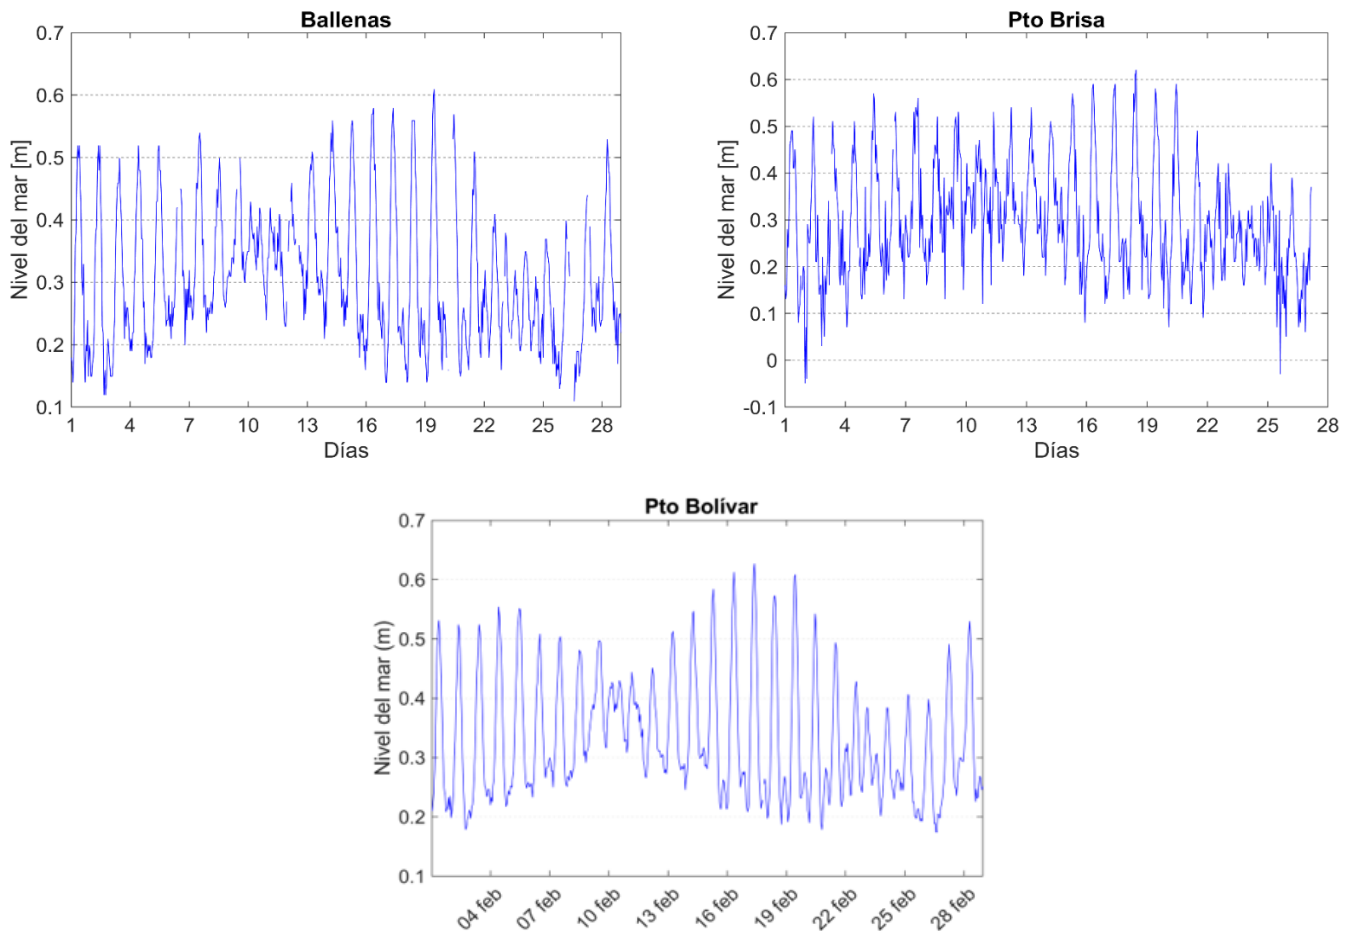 Ballenas
0.7
0.6
0.5
0.4
0.3
0.2
0.1
Nivel del mar [m]
1 4 7 10 13 16 19 22 25 28
Días
Pto Brisa
0.7
0.6
0.5
0.4
0.3
0.2
0.1
0
-0.1
Nivel del mar [m]
1 4 7 10 13 16 19 22 25 28
Días
Pto Bolívar
0.7
0.6
0.5
0.4
0.3
0.2
0.1
Nivel del mar (m)
04 feb 07 feb 10 feb 13 feb 16 feb 19 feb 22 feb 25 feb 28 feb